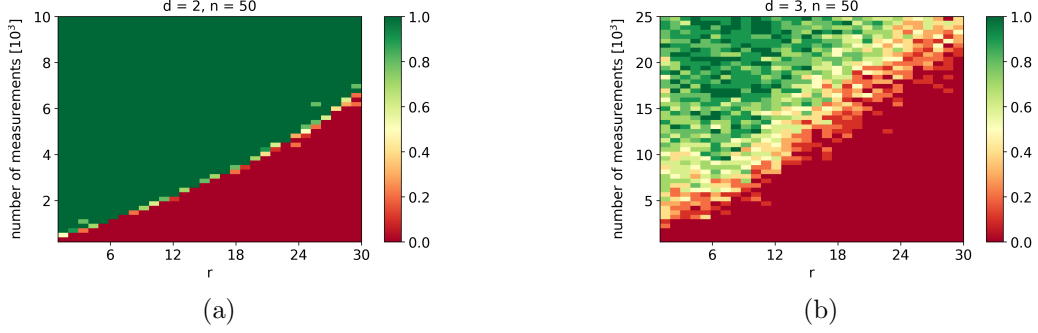 d = 2, n = 50
number of measurements [10³]
10
8
6
4
2
6 12 18 24 30
r
1.0
0.8
0.6
0.4
0.2
0.0
(a)
d = 3, n = 50
number of measurements [10³]
25
20
15
10
5
6 12 18 24 30
r
1.0
0.8
0.6
0.4
0.2
0.0
(b)